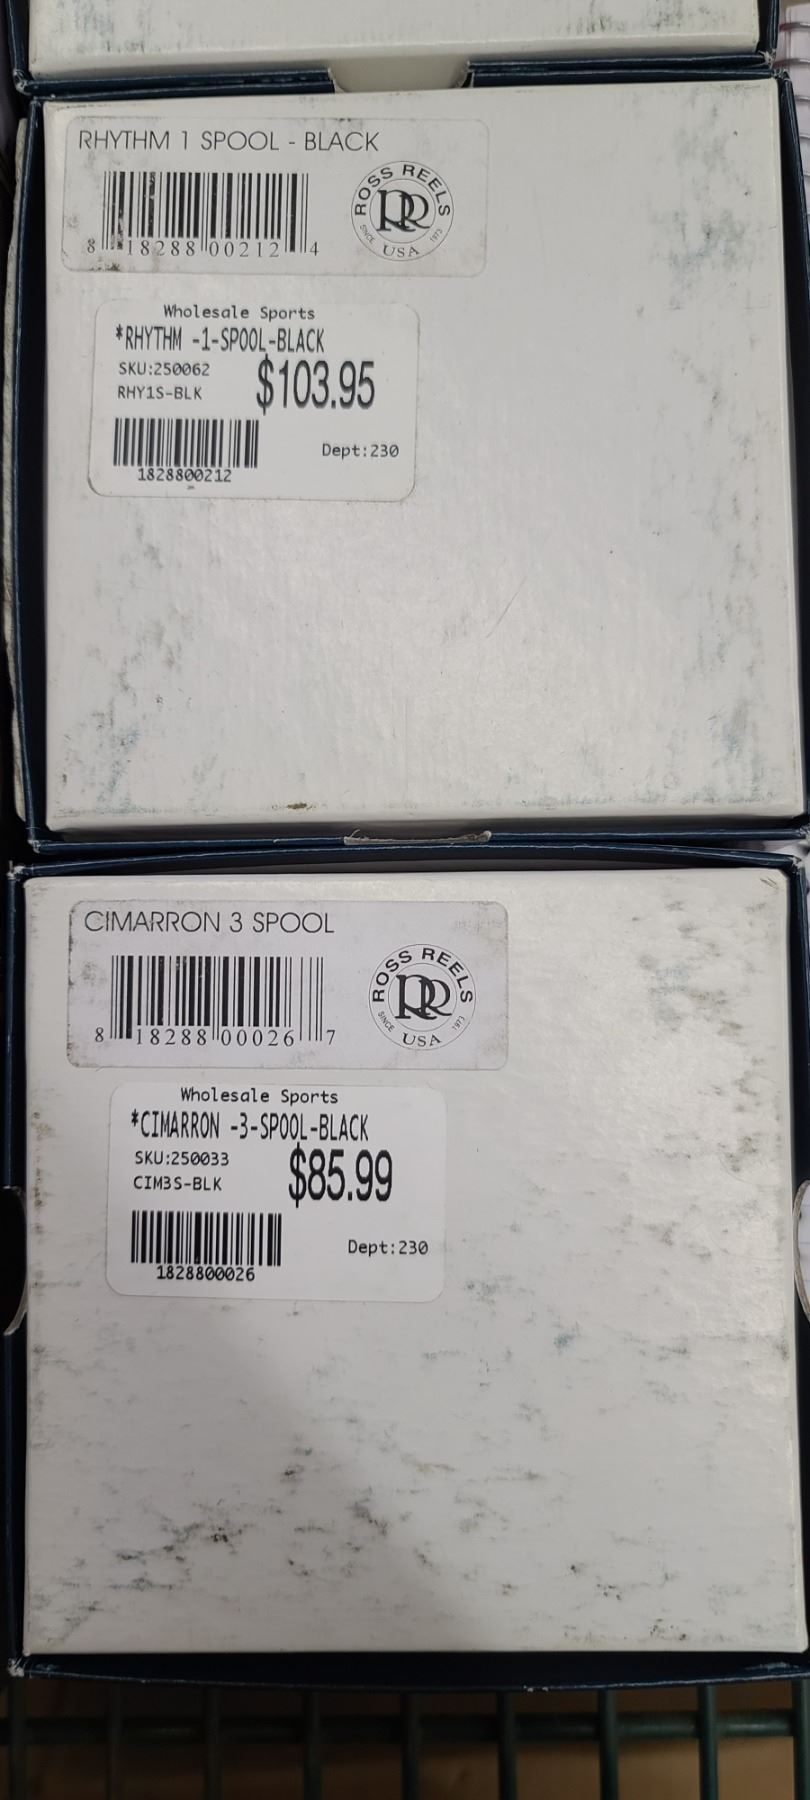 RHYTHM 1 SPOOL - BLACK
8 18288 00212 4
ROSS REELS
RR
SINCE 1973
USA
Wholesale Sports
*RHYTHM -1-SPOOL-BLACK
SKU:250062
$103.95
RHY1S-BLK
Dept:230
1828800212
CIMARRON 3 SPOOL
8 18288 00026 7
ROSS REELS
RR
SINCE 1973
USA
Wholesale Sports
*CIMARRON -3-SPOOL-BLACK
SKU:250033
$85.99
CIM3S-BLK
Dept:230
1828800026